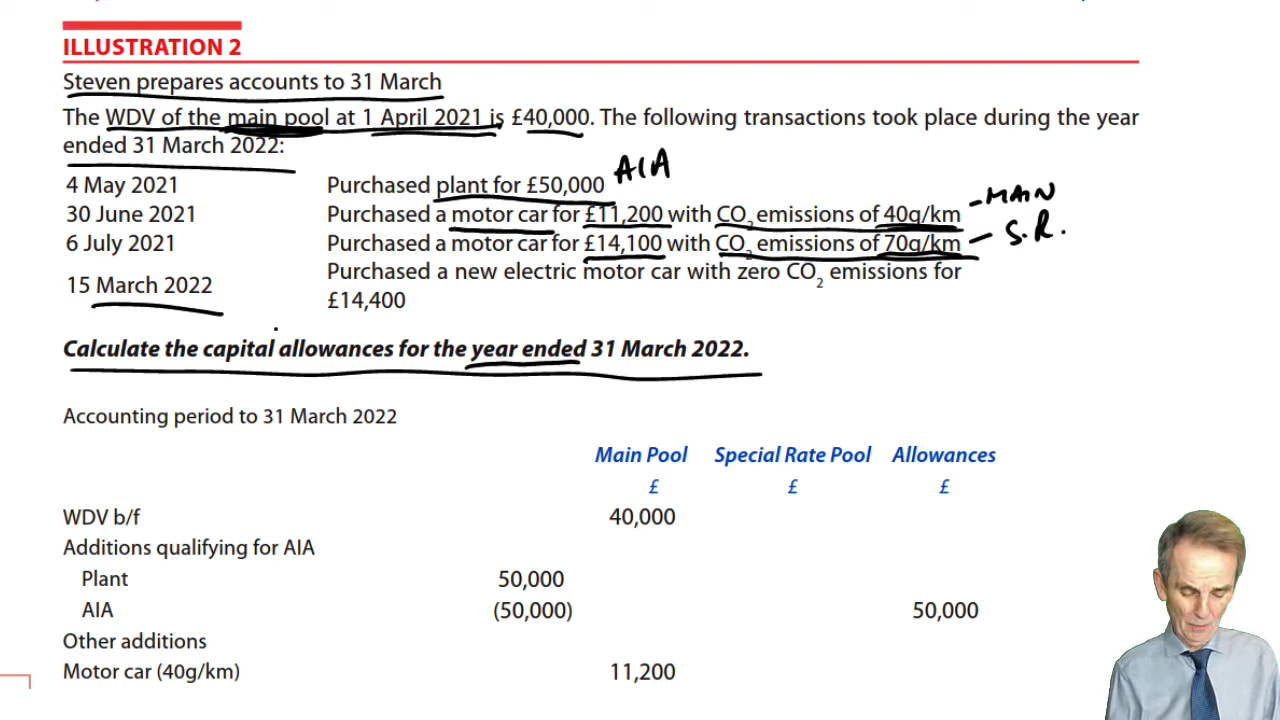 ILLUSTRATION 2
Steven prepares accounts to 31 March
The WDV of the main pool at 1 April 2021 is £40,000. The following transactions took place during the year
ended 31 March 2022:
AIA
4 May 2021 Purchased plant for £50,000
30 June 2021 Purchased a motor car for £11,200 with CO2 emissions of 40g/km - MAIN
6 July 2021 Purchased a motor car for £14,100 with CO2 emissions of 70g/km - S.R.
15 March 2022 Purchased a new electric motor car with zero CO2 emissions for
£14,400
Calculate the capital allowances for the year ended 31 March 2022.
Accounting period to 31 March 2022
Main Pool Special Rate Pool Allowances
£ £ £
WDV b/f 40,000
Additions qualifying for AIA
Plant 50,000
AIA (50,000) 50,000
Other additions
Motor car (40g/km) 11,200